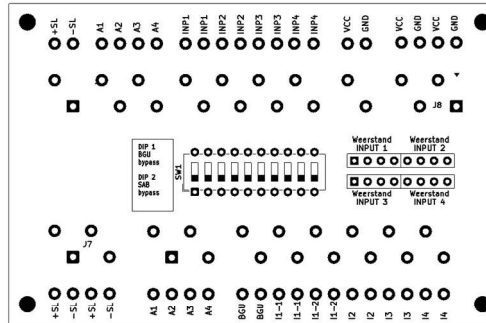 +SL -SL A1 A2 A3 A4 INP1 INP1 INP2 INP2 INP3 INP3 INP4 INP4 VCC GND VCC GND VCC GND
J8
DIP 1
BGU
bypass
DIP 2
SAB
bypass
SW1
Weerstand
INPUT 1
Weerstand
INPUT 2
Weerstand
INPUT 3
Weerstand
INPUT 4
J7
+SL -SL +SL -SL A1 A2 A3 A4 BGU BGU I1-1 I1-1 I1-2 I1-2 I2 I2 I3 I3 I4 I4